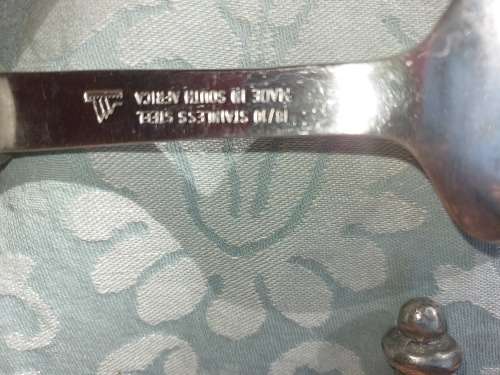 18/10 STAINLESS STEEL
MADE IN SOUTH AFRICA